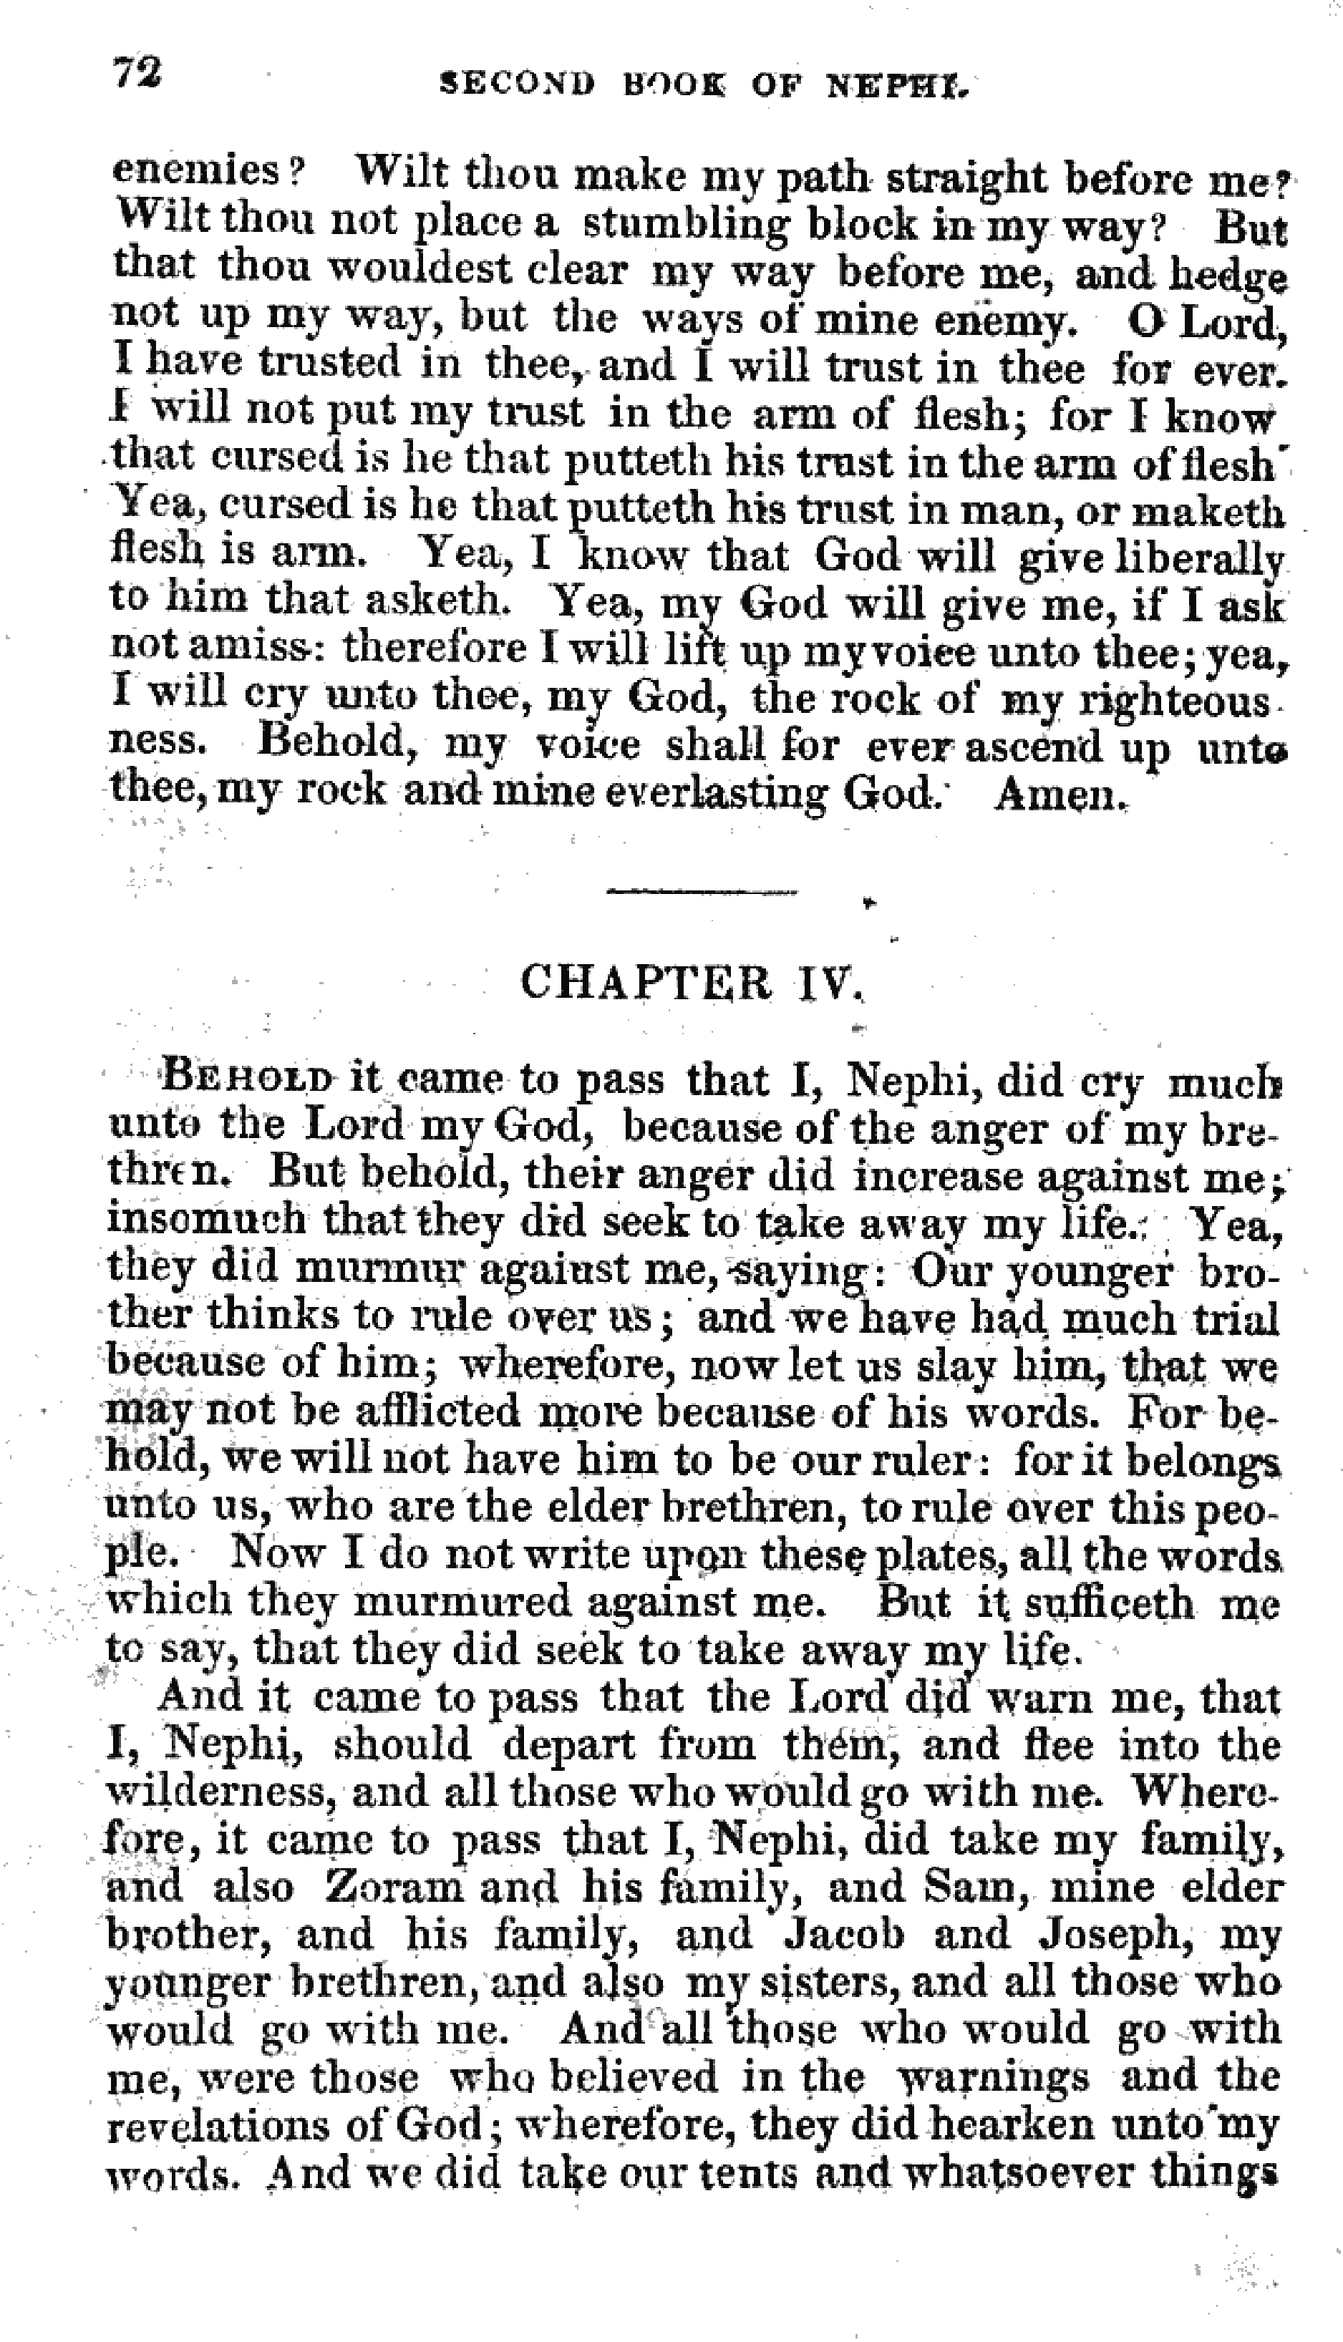 72 SECOND BOOK OF NEPHI.
enemies? Wilt thou make my path straight before me?
Wilt thou not place a stumbling block in my way? But
that thou wouldest clear my way before me, and hedge
not up my way, but the ways of mine enemy. O Lord,
I have trusted in thee, and I will trust in thee for ever.
I will not put my trust in the arm of flesh; for I know
that cursed is he that putteth his trust in the arm of flesh
Yea, cursed is he that putteth his trust in man, or maketh
flesh is arm. Yea, I know that God will give liberally
to him that asketh. Yea, my God will give me, if I ask
not amiss: therefore I will lift up my voice unto thee; yea,
I will cry unto thee, my God, the rock of my righteous-
ness. Behold, my voice shall for ever ascend up unto
thee, my rock and mine everlasting God. Amen.
CHAPTER IV.
BEHOLD it came to pass that I, Nephi, did cry much
unto the Lord my God, because of the anger of my bre-
thren. But behold, their anger did increase against me;
insomuch that they did seek to take away my life. Yea,
they did murmur against me, saying: Our younger bro-
ther thinks to rule over us; and we have had much trial
because of him; wherefore, now let us slay him, that we
may not be afflicted more because of his words. For be-
hold, we will not have him to be our ruler: for it belongs
unto us, who are the elder brethren, to rule over this peo-
ple. Now I do not write upon these plates, all the words
which they murmured against me. But it sufficeth me
to say, that they did seek to take away my life.
And it came to pass that the Lord did warn me, that
I, Nephi, should depart from them, and flee into the
wilderness, and all those who would go with me. Where-
fore, it came to pass that I, Nephi, did take my family,
and also Zoram and his family, and Sam, mine elder
brother, and his family, and Jacob and Joseph, my
younger brethren, and also my sisters, and all those who
would go with me. And all those who would go with
me, were those who believed in the warnings and the
revelations of God; wherefore, they did hearken unto my
words. And we did take our tents and whatsoever things